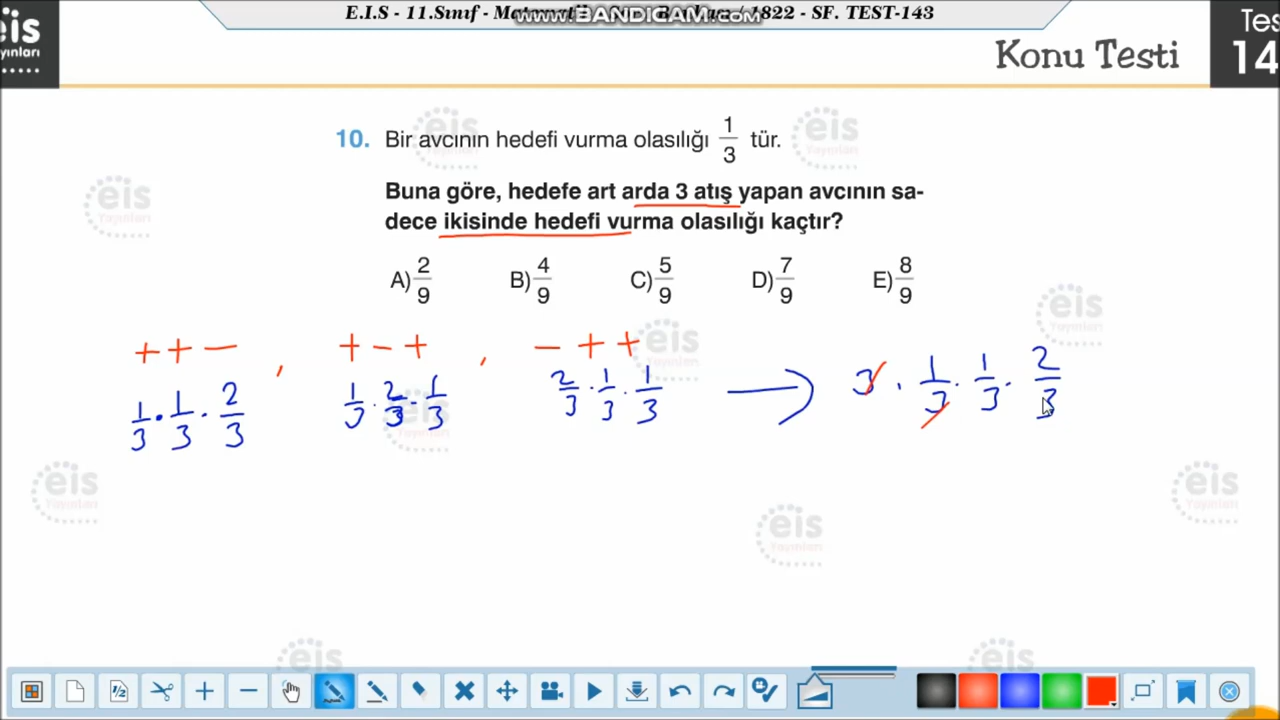 E.I.S - 11.Sınıf - Matematik - 1822 - SF. TEST-143
www.BANDICAM.com
eis
Yayınları
Konu Testi
Tes
14
10. Bir avcının hedefi vurma olasılığı 1/3 tür.
Buna göre, hedefe art arda 3 atış yapan avcının sa-
dece ikisinde hedefi vurma olasılığı kaçtır?
A) 2/9 B) 4/9 C) 5/9 D) 7/9 E) 8/9
+ + − , + − + , − + +
1/3 · 1/3 · 2/3 1/3 · 2/3 · 1/3 2/3 · 1/3 · 1/3 → 3 · 1/3 · 1/3 · 2/3